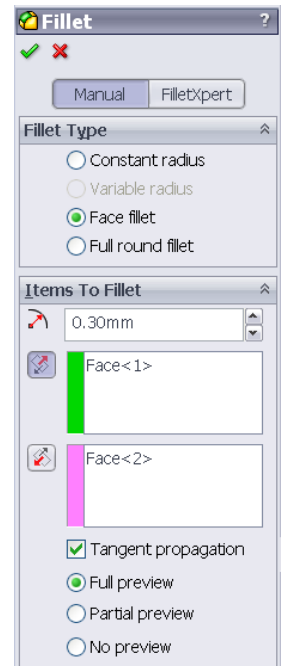 Fillet ?
Manual FilletXpert
Fillet Type
Constant radius
Variable radius
Face fillet
Full round fillet
Items To Fillet
0.30mm
Face<1>
Face<2>
Tangent propagation
Full preview
Partial preview
No preview